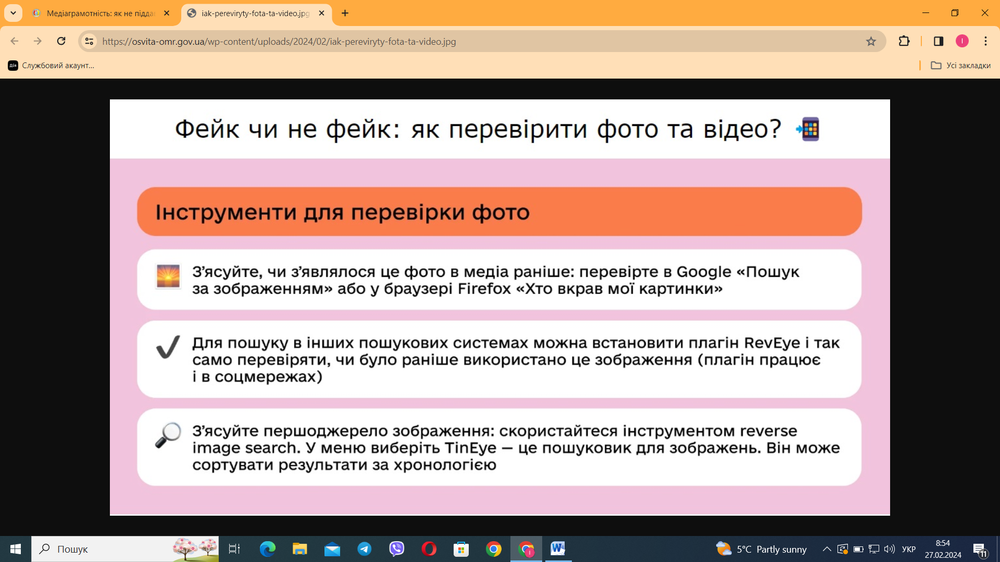 Медіаграмотність: як не підда
iak-pereviryty-fota-ta-video.jpg
https://osvita-omr.gov.ua/wp-content/uploads/2024/02/iak-pereviryty-fota-ta-video.jpg
I
Дія
Службовий акаунт...
Усі закладки
Фейк чи не фейк: як перевірити фото та відео?
Інструменти для перевірки фото
З’ясуйте, чи з’являлося це фото в медіа раніше: перевірте в Google «Пошук
за зображенням» або у браузері Firefox «Хто вкрав мої картинки»
Для пошуку в інших пошукових системах можна встановити плагін RevEye і так
само перевіряти, чи було раніше використано це зображення (плагін працює
і в соцмережах)
З’ясуйте першоджерело зображення: скористайтеся інструментом reverse
image search. У меню виберіть TinEye — це пошуковик для зображень. Він може
сортувати результати за хронологією
Пошук
5°C Partly sunny
УКР
8:54
27.02.2024
11